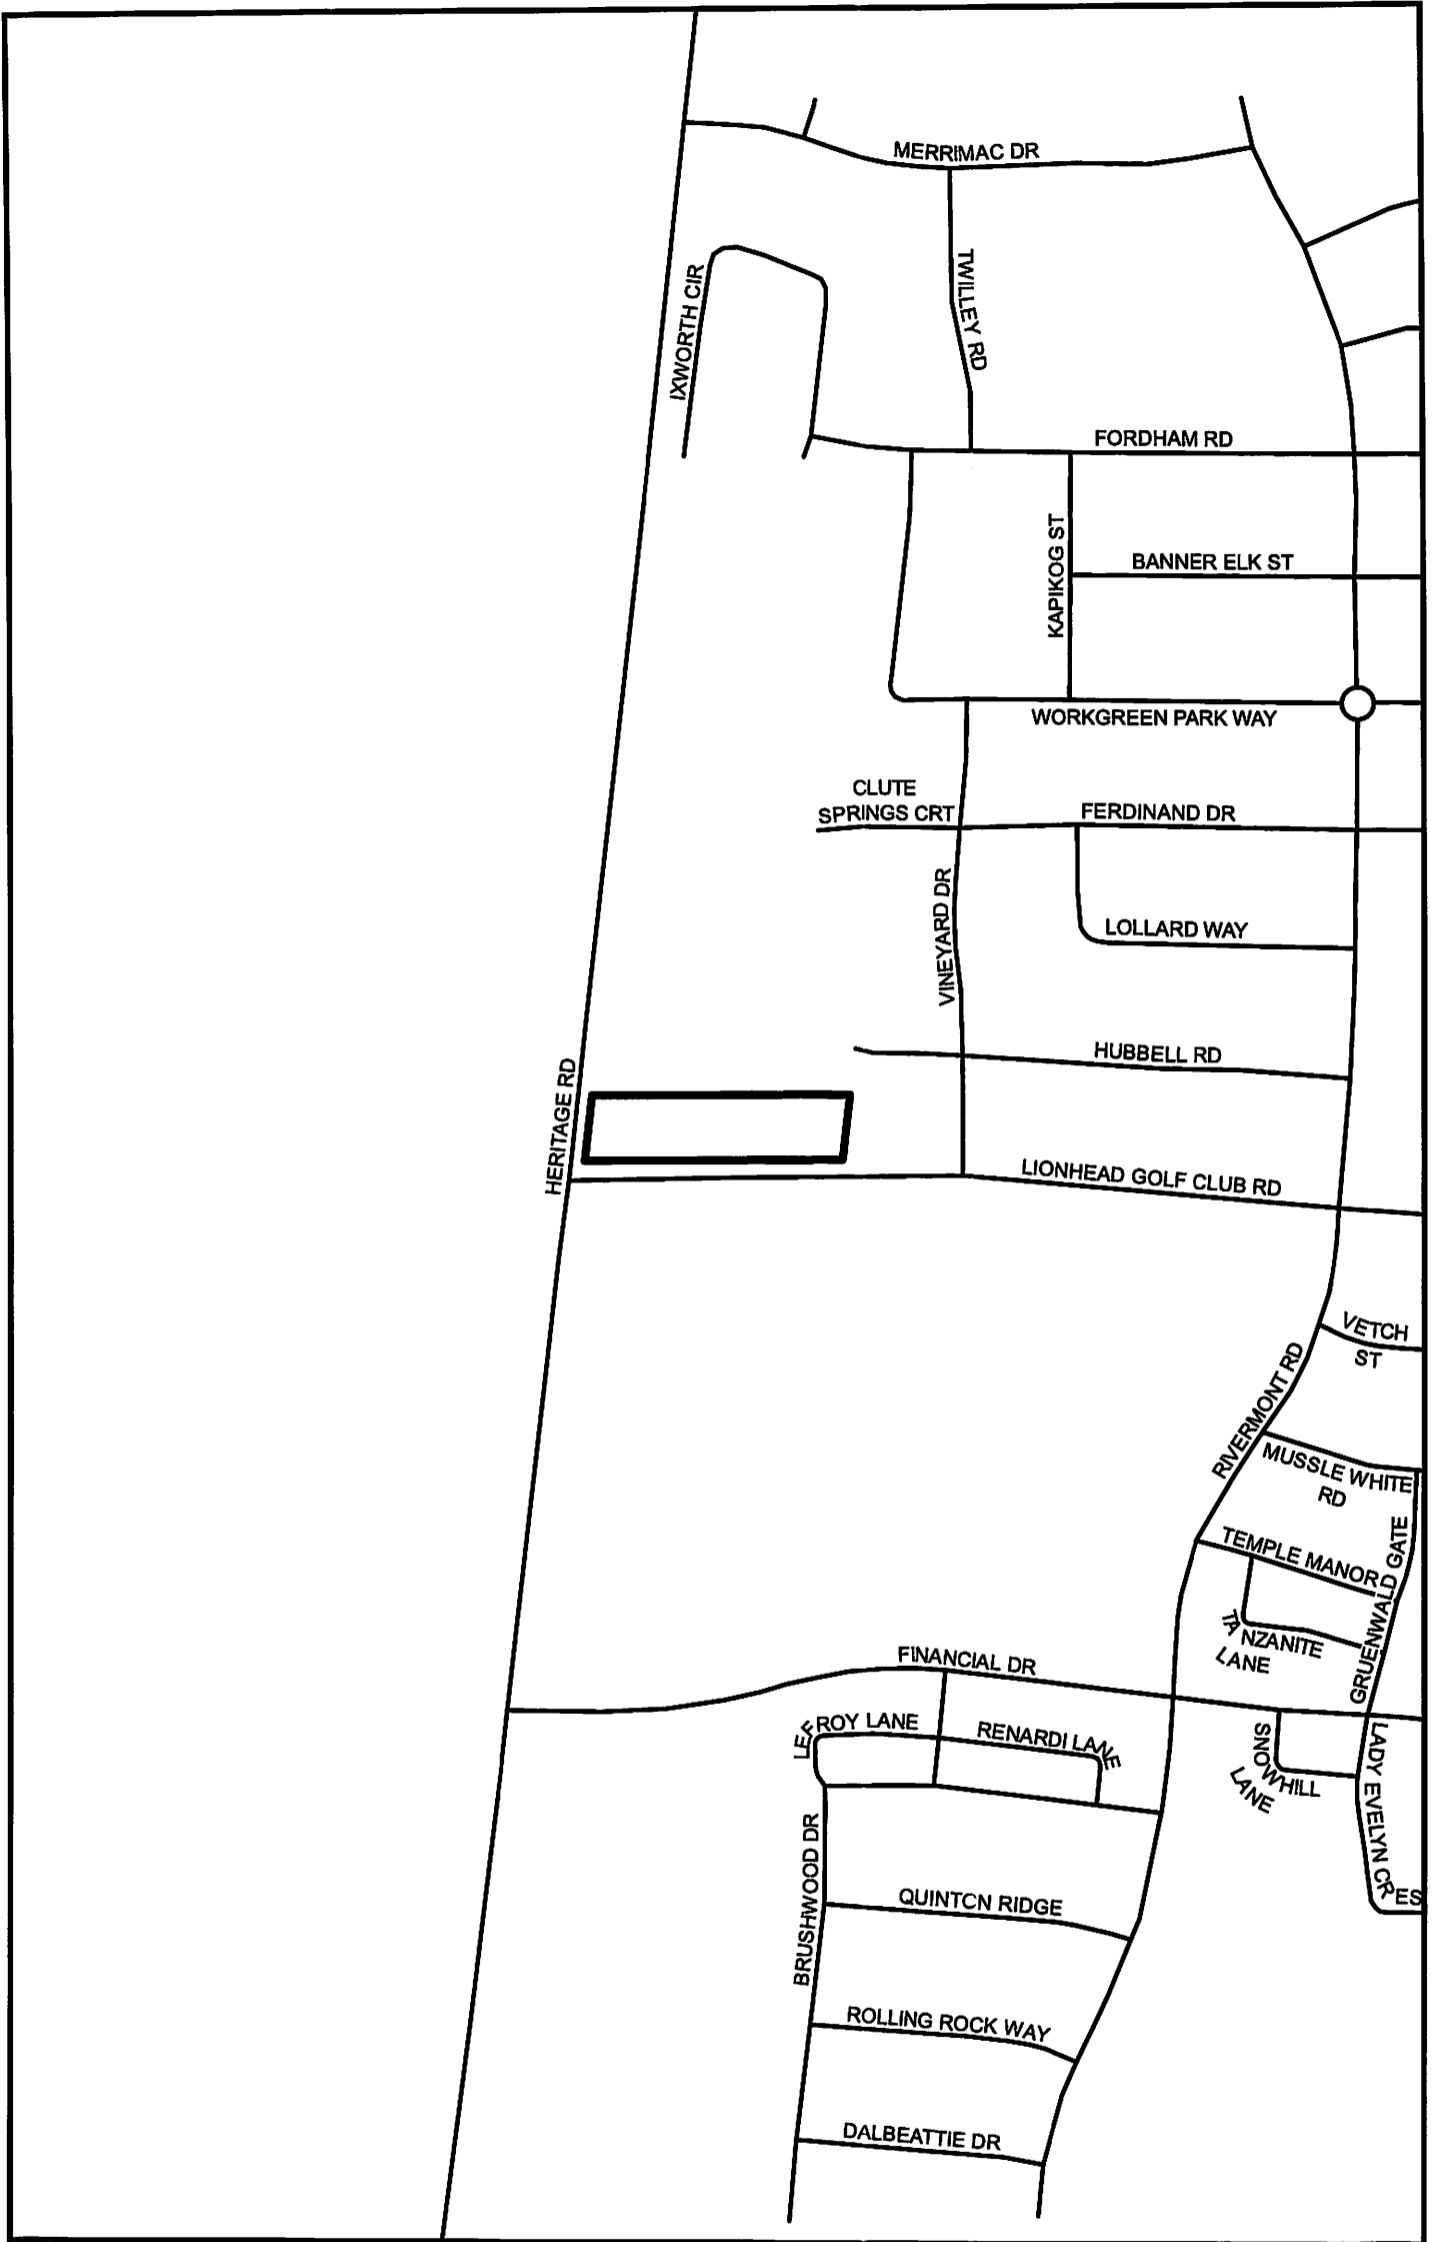 MERRIMAC DR
TWILLEY RD
IXWORTH CIR
FORDHAM RD
KAPIKOG ST
BANNER ELK ST
WORKGREEN PARK WAY
CLUTE
SPRINGS CRT
FERDINAND DR
VINEYARD DR
LOLLARD WAY
HUBBELL RD
HERITAGE RD
LIONHEAD GOLF CLUB RD
VETCH
ST
RIVERMONT RD
MUSSLE WHITE
RD
TEMPLE MANOR
GRUENWALD GATE
TANZANITE
LANE
FINANCIAL DR
LEFROY LANE
RENARDI LANE
SNOWHILL
LANE
LADY EVELYN CRES
BRUSHWOOD DR
QUINTCN RIDGE
ROLLING ROCK WAY
DALBEATTIE DR